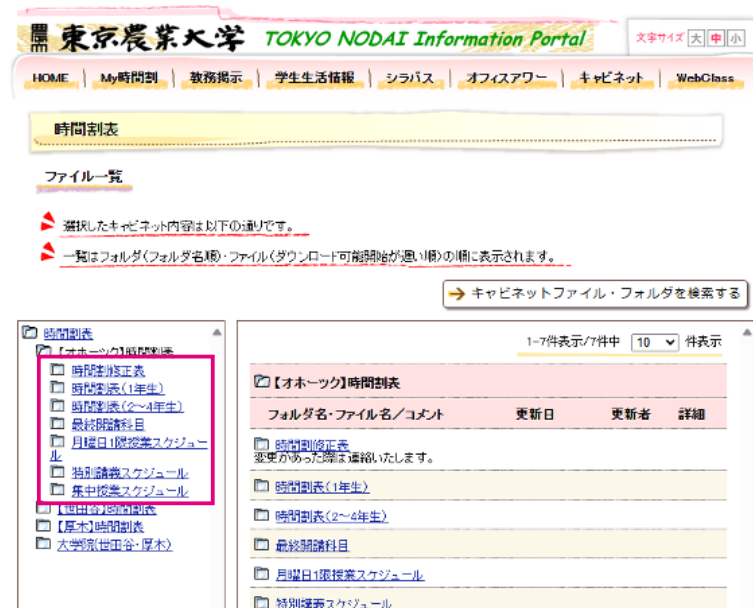 東京農業大学 TOKYO NODAI Information Portal 文字サイズ 大 中 小
HOME My時間割 教務掲示 学生生活情報 シラバス オフィスアワー キャビネット WebClass
時間割表
ファイル一覧
選択したキャビネット内容は以下の通りです。
一覧はフォルダ(フォルダ名順)・ファイル(ダウンロード可能開始が遅い順)の順に表示されます。
キャビネットファイル・フォルダを検索する
時間割表
【オホーツク】時間割表
時間割修正表
時間割表(1年生)
時間割表(2～4年生)
最終開講科目
月曜日1限授業スケジュー
ル
特別講義スケジュール
集中授業スケジュール
【世田谷】時間割表
【厚木】時間割表
大学院(世田谷・厚木)
1-7件表示/7件中 10 件表示
【オホーツク】時間割表
フォルダ名・ファイル名／コメント 更新日 更新者 詳細
時間割修正表
変更があった際は連絡いたします。
時間割表(1年生)
時間割表(2～4年生)
最終開講科目
月曜日1限授業スケジュール
特別講義スケジュール